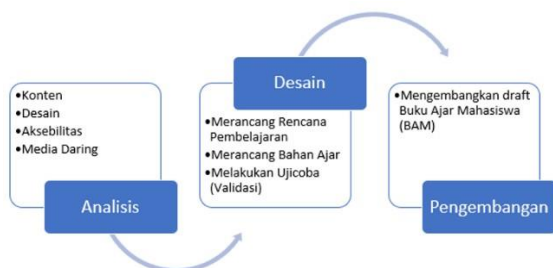 •Konten
•Desain
•Aksebilitas
•Media Daring
Analisis
Desain
•Merancang Rencana
Pembelajaran
•Merancang Bahan Ajar
•Melakukan Ujicoba
(Validasi)
•Mengembangkan draft
Buku Ajar Mahasiswa
(BAM)
Pengembangan